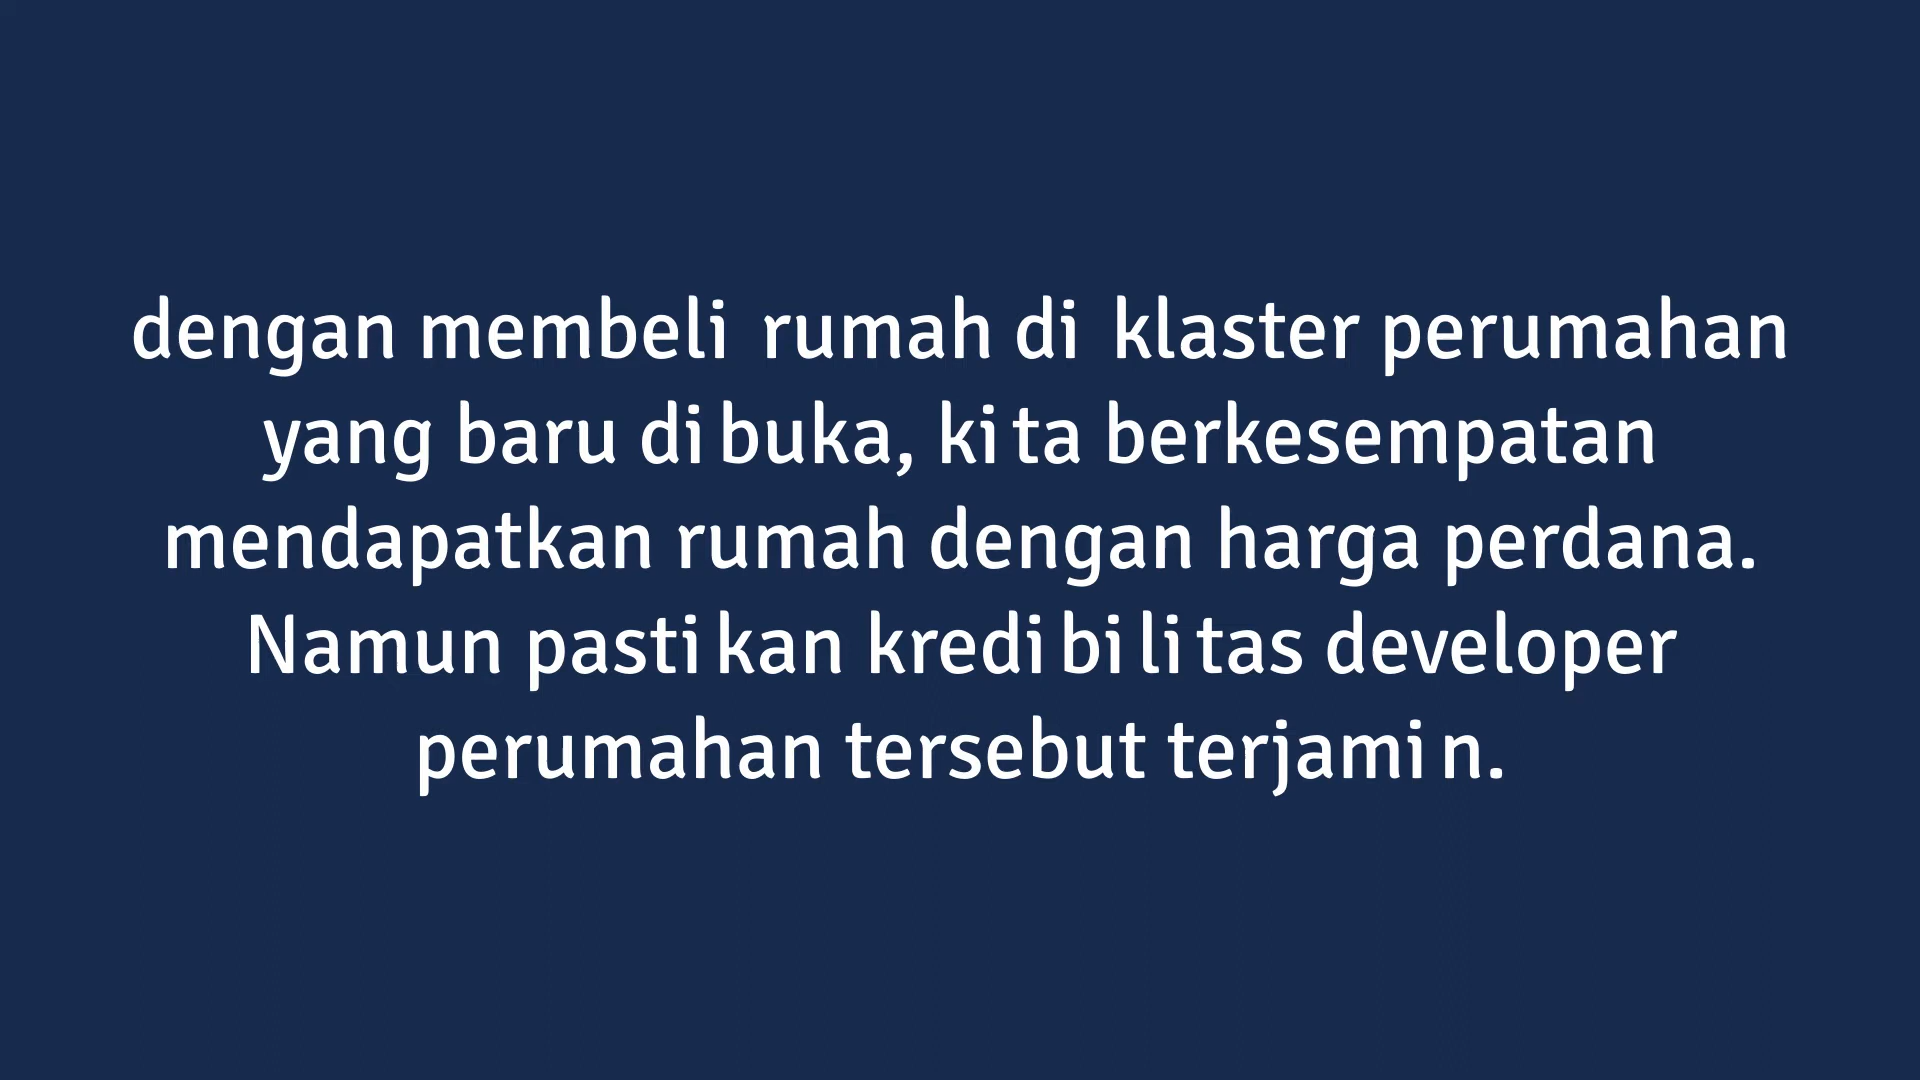 dengan membeli rumah di klaster perumahan
yang baru dibuka, kita berkesempatan
mendapatkan rumah dengan harga perdana.
Namun pastikan kredibilitas developer
perumahan tersebut terjamin.